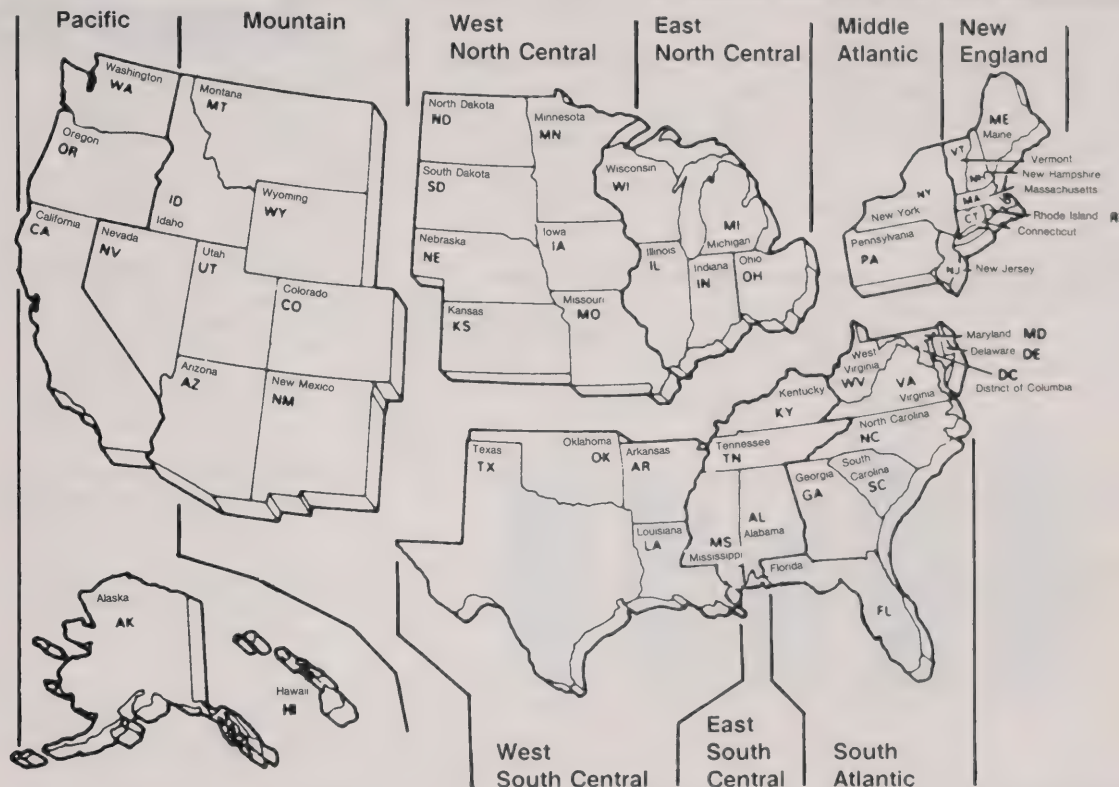 Pacific
Mountain
West
North Central
East
North Central
Middle
Atlantic
New
England
Washington
WA
Oregon
OR
California
CA
Nevada
NV
ID
Idaho
Montana
MT
Wyoming
WY
Utah
UT
Colorado
CO
Arizona
AZ
New Mexico
NM
North Dakota
ND
South Dakota
SD
Nebraska
NE
Kansas
KS
Minnesota
MN
Iowa
IA
Missouri
MO
Wisconsin
WI
Illinois
IL
MI
Michigan
Indiana
IN
Ohio
OH
ME
Maine
VT
Vermont
NH
New Hampshire
MA
Massachusetts
CT
Rhode Island R
Connecticut
NY
New York
Pennsylvania
PA
NJ
New Jersey
Maryland MD
Delaware DE
DC
District of Columbia
West
Virginia
WV
VA
Virginia
Kentucky
KY
North Carolina
NC
Tennessee
TN
South
Carolina
SC
Georgia
GA
AL
Alabama
MS
Mississippi
Florida
FL
Texas
TX
Oklahoma
OK
Arkansas
AR
Louisiana
LA
Alaska
AK
Hawaii
HI
West
South Central
East
South
Central
South
Atlantic